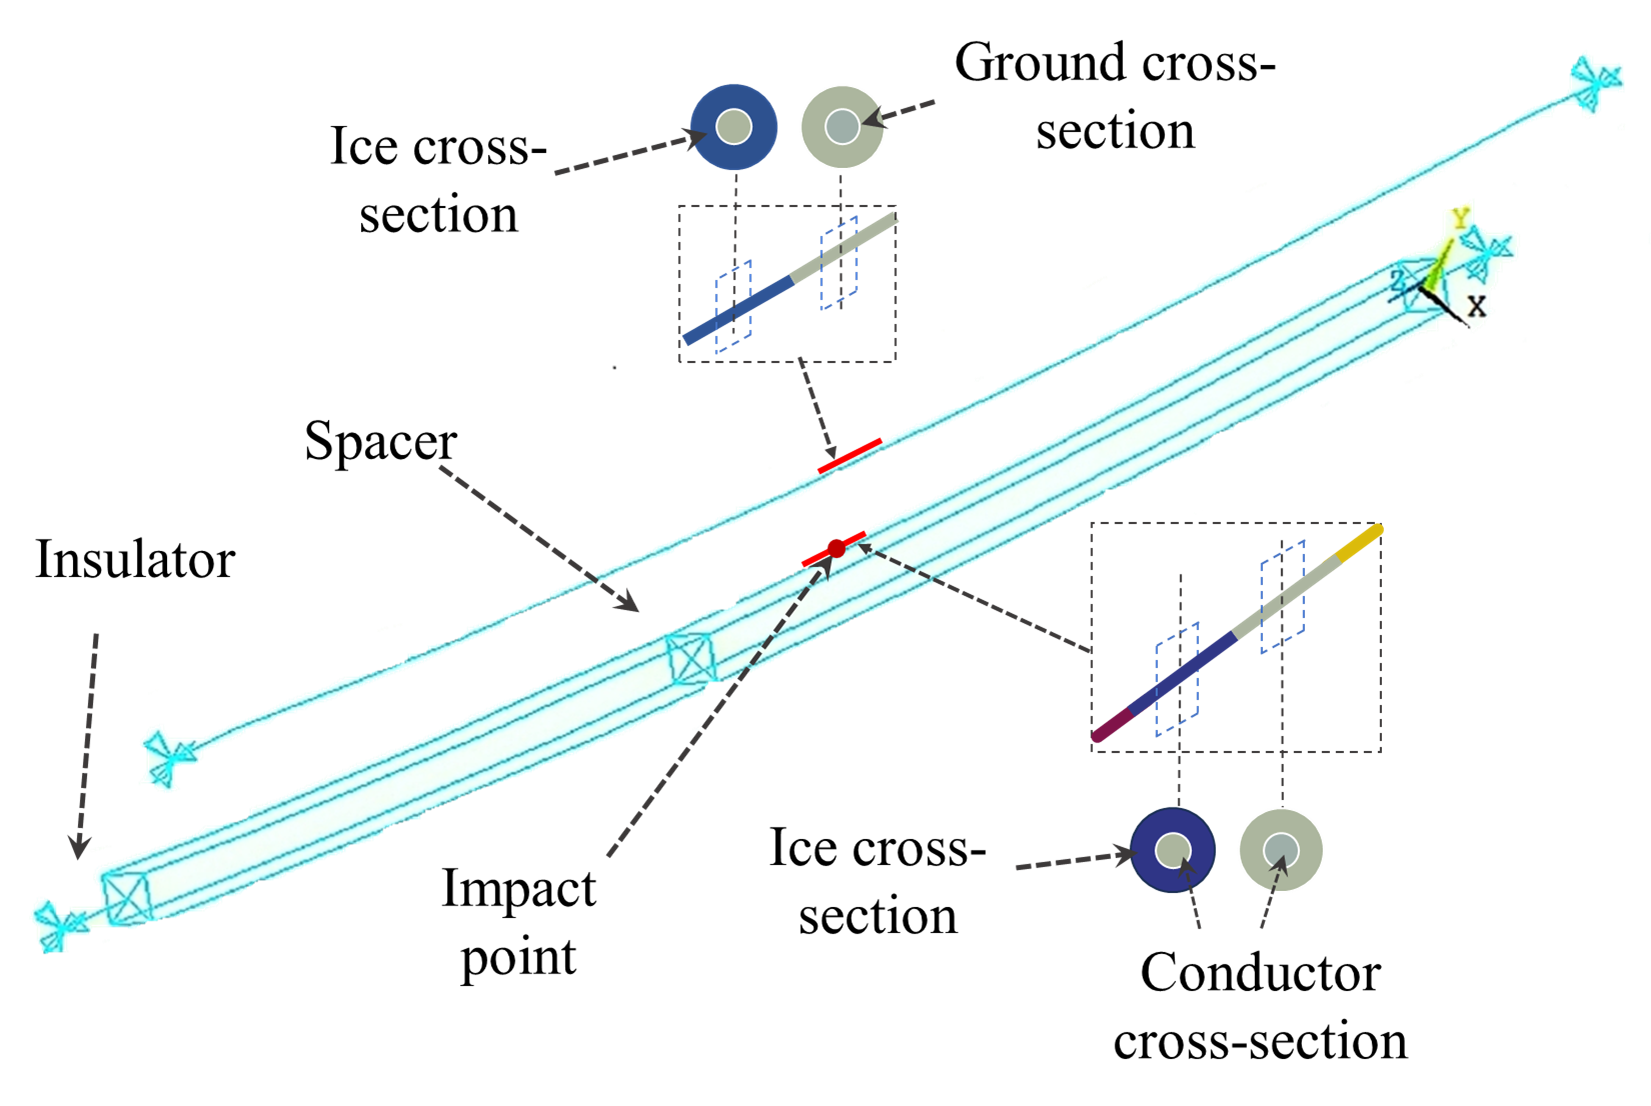 Ground cross-
section
Ice cross-
section
Y
Z
X
Spacer
Insulator
Impact
point
Ice cross-
section
Conductor
cross-section